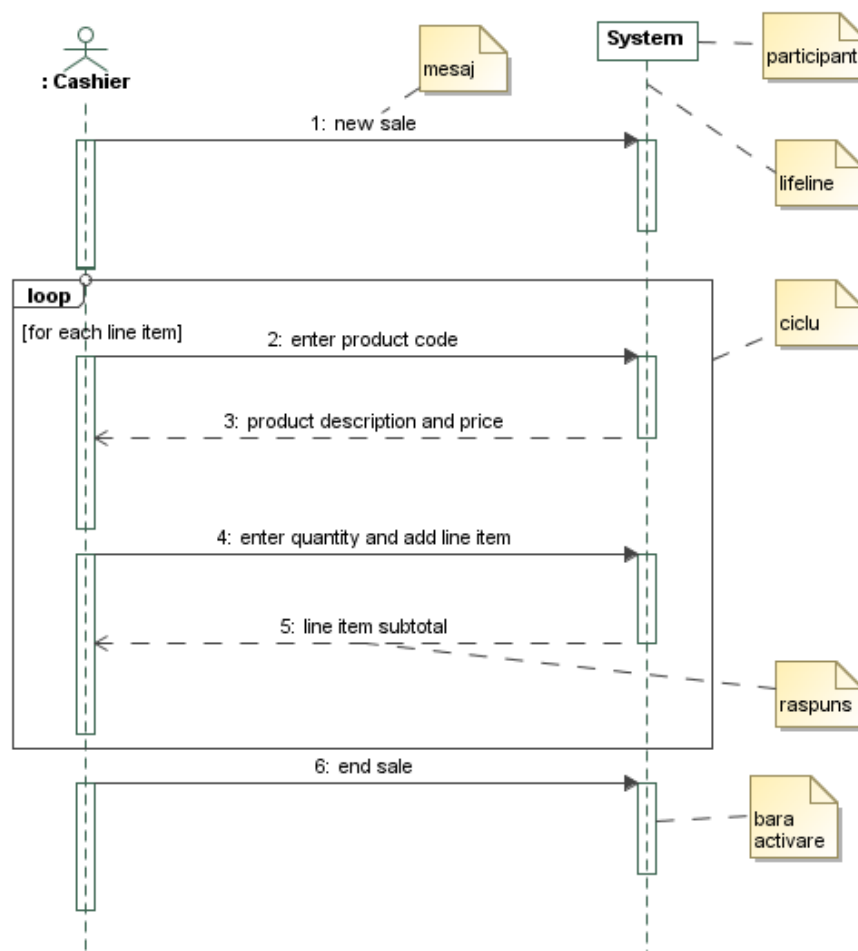 System
participant
mesaj
: Cashier
1: new sale
lifeline
loop
ciclu
[for each line item]
2: enter product code
3: product description and price
4: enter quantity and add line item
5: line item subtotal
raspuns
6: end sale
bara
activare